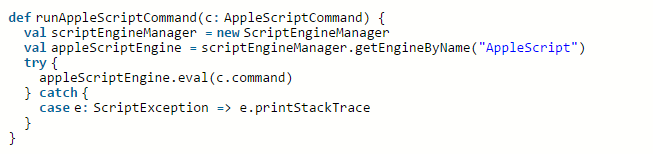 def runAppleScriptCommand(c: AppleScriptCommand) {
  val scriptEngineManager = new ScriptEngineManager
  val appleScriptEngine = scriptEngineManager.getEngineByName("AppleScript")
  try {
    appleScriptEngine.eval(c.command)
  } catch {
    case e: ScriptException => e.printStackTrace
  }
}